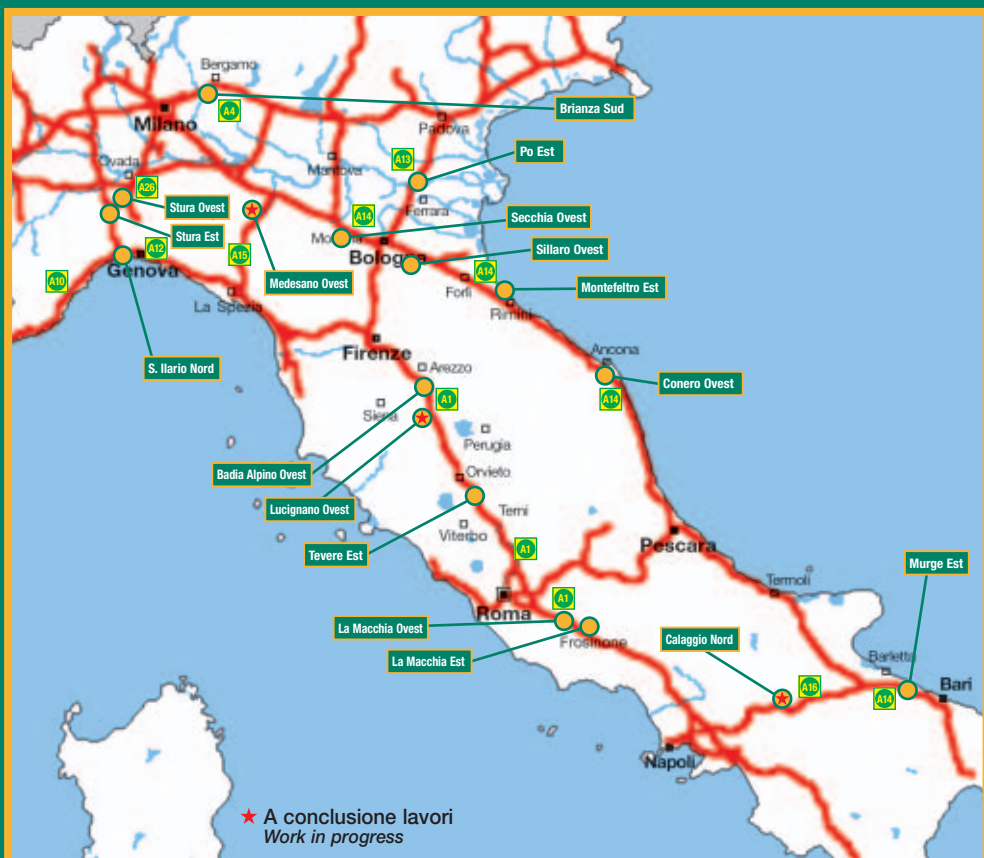 Bergamo
Brianza Sud
A4
Milano
Padova
Po Est
A13
Mantova
Ovada
A26
Stura Ovest
Ferrara
A14
Secchia Ovest
Stura Est
Bologna
Sillaro Ovest
A12
Genova
A15
A14
A10
Medesano Ovest
Forlì
Montefeltro Est
La Spezia
Rimini
Firenze
Ancona
S. Ilario Nord
Arezzo
Conero Ovest
A1
A14
Siena
Perugia
Badia Alpino Ovest
Orvieto
Lucignano Ovest
Terni
Viterbo
Tevere Est
A1
Pescara
Murge Est
Termoli
A1
Roma
La Macchia Ovest
Calaggio Nord
Frosinone
La Macchia Est
Barletta
A16
A14
Bari
Napoli
★ A conclusione lavori
Work in progress